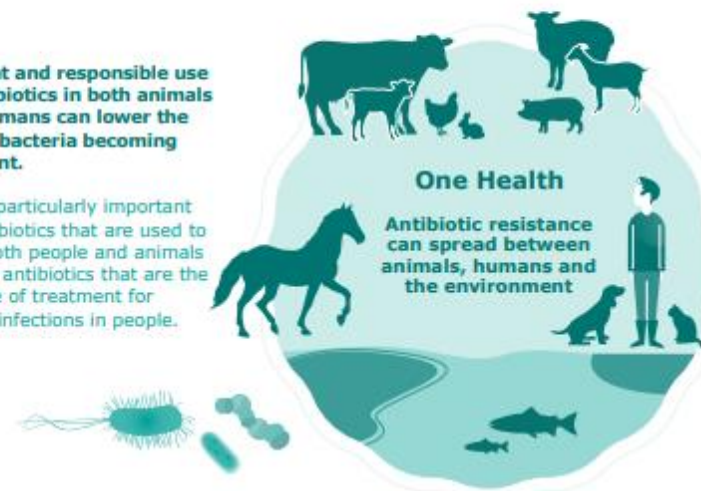 t and responsible use
biotics in both animals
umans can lower the
bacteria becoming
nt.
particularly important
biotics that are used to
oth people and animals
antibiotics that are the
e of treatment for
infections in people.
One Health
Antibiotic resistance
can spread between
animals, humans and
the environment